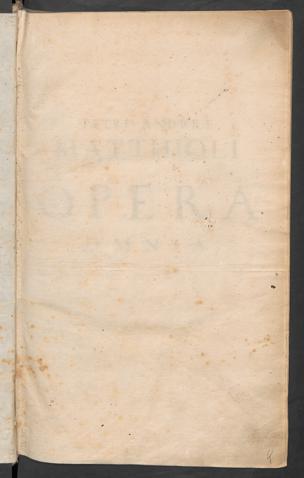 PETRI ANDREÆ
MATTHIOLI
OPERA
OMNIA